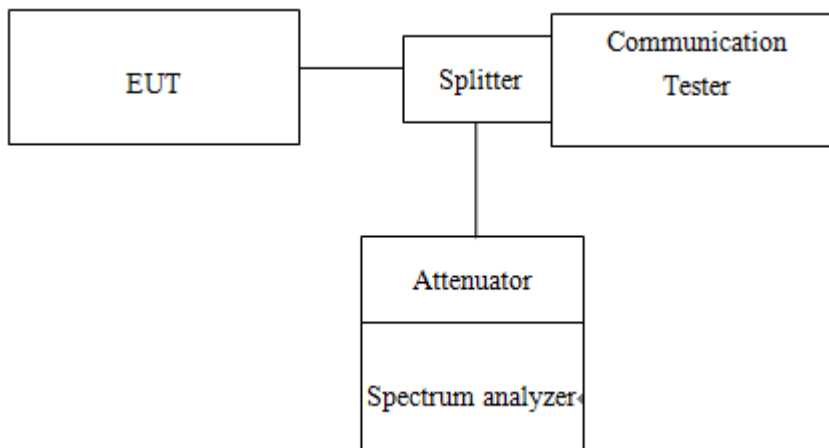 EUT
Splitter
Communication
Tester
Attenuator
Spectrum analyzer